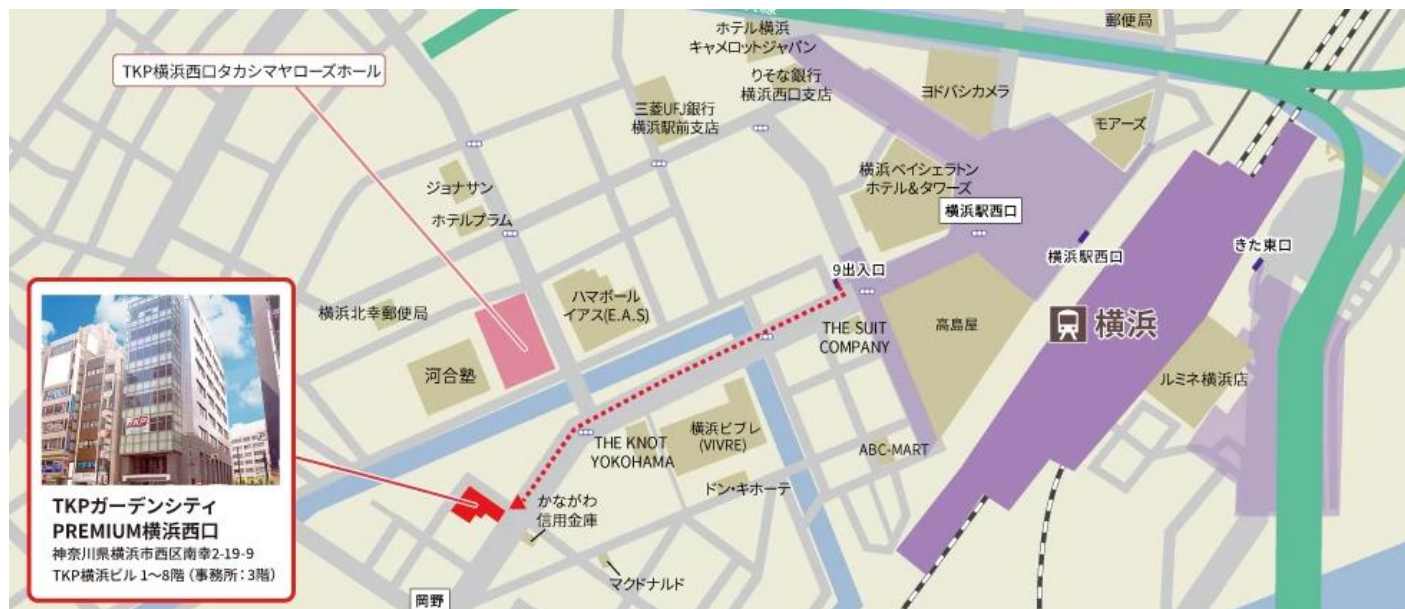 郵便局
ホテル横浜
キャメロットジャパン
TKP横浜西口タカシマヤローズホール
りそな銀行
横浜西口支店
ヨドバシカメラ
三菱UFJ銀行
横浜駅前支店
モアーズ
横浜ベイシェラトン
ホテル&タワーズ
ジョナサン
横浜駅西口
ホテルプラム
きた東口
横浜駅西口
9出入口
ハマボール
イアス(E.A.S)
横浜北幸郵便局
THE SUIT
COMPANY
高島屋
横浜
河合塾
ルミネ横浜店
横浜ビブレ
(VIVRE)
THE KNOT
YOKOHAMA
ABC-MART
TKP
ドン・キホーテ
かながわ
信用金庫
TKPガーデンシティ
PREMIUM横浜西口
神奈川県横浜市西区南幸2-19-9
TKP横浜ビル 1～8階（事務所：3階）
マクドナルド
岡野